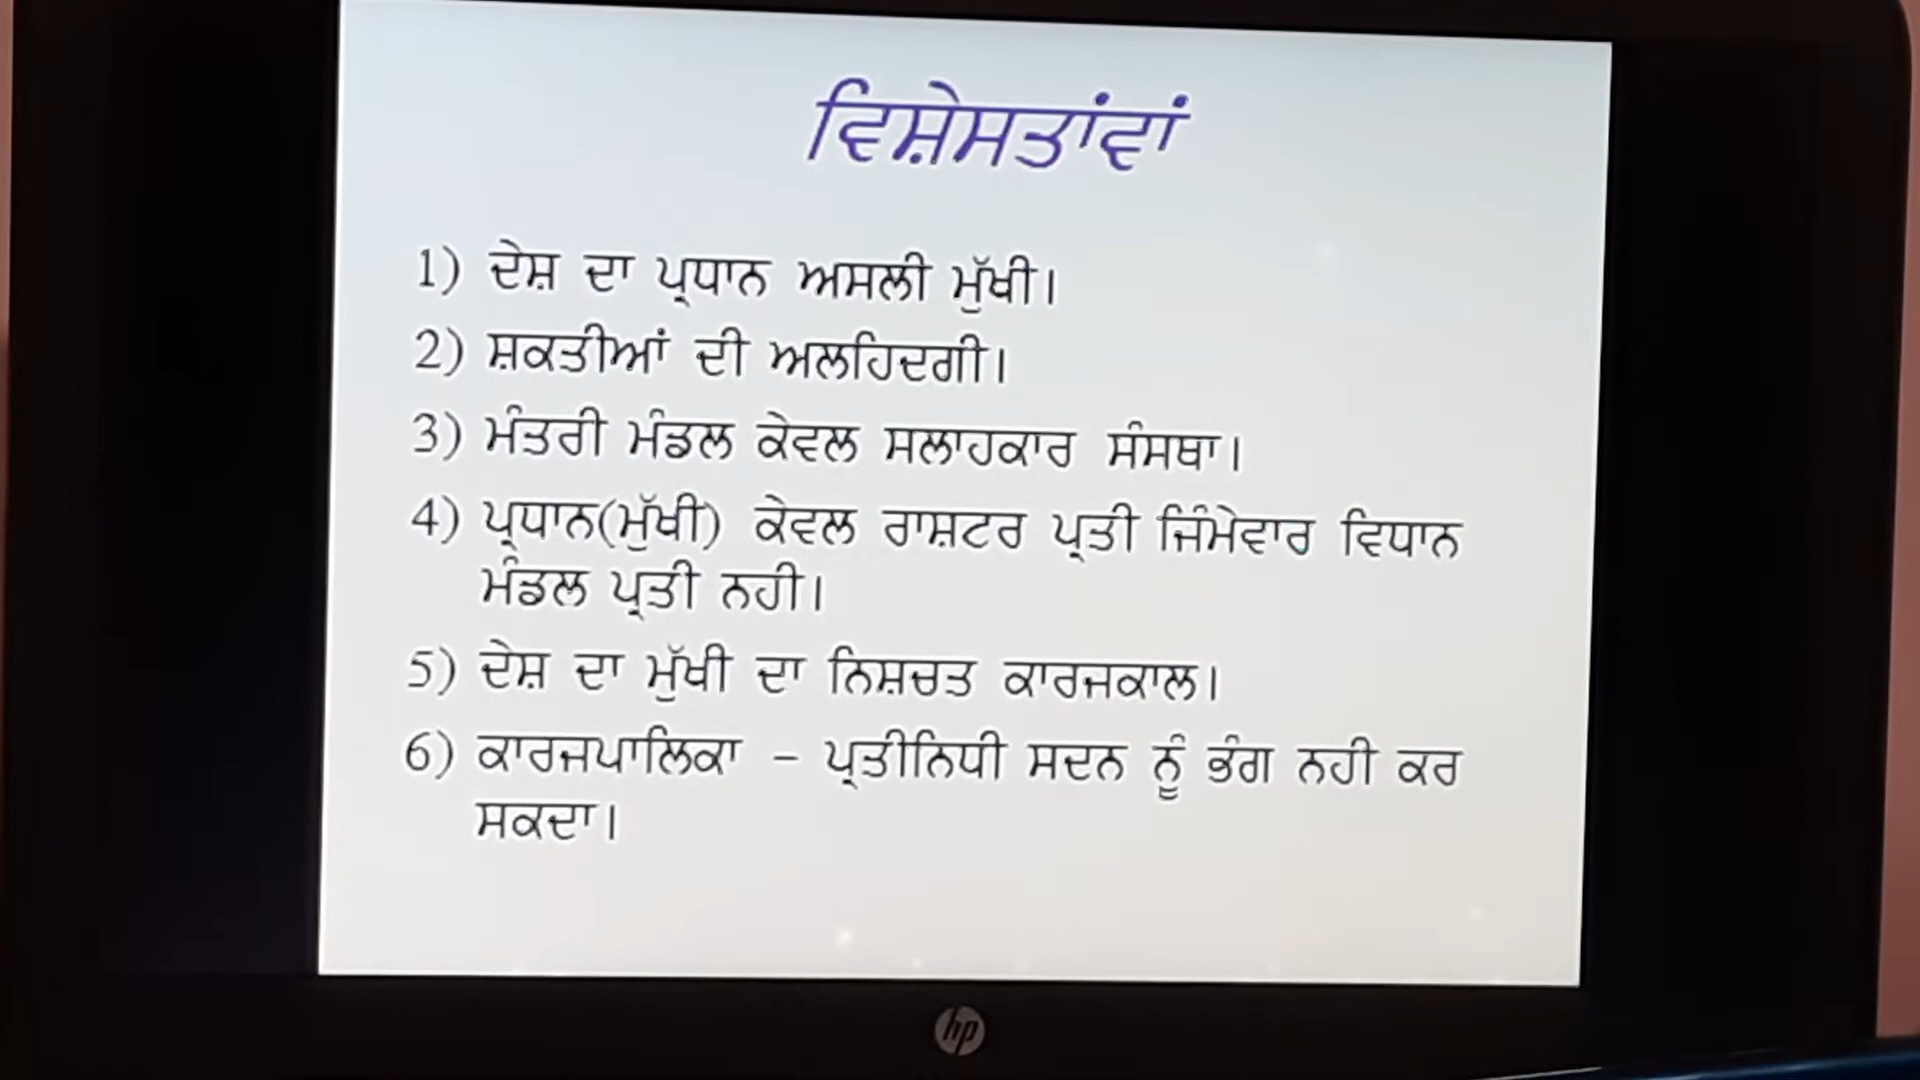 ਵਿਸ਼ੇਸਤਾਂਵਾਂ
1) ਦੇਸ਼ ਦਾ ਪ੍ਰਧਾਨ ਅਸਲੀ ਮੁੱਖੀ।
2) ਸ਼ਕਤੀਆਂ ਦੀ ਅਲਹਿਦਗੀ।
3) ਮੰਤਰੀ ਮੰਡਲ ਕੇਵਲ ਸਲਾਹਕਾਰ ਸੰਸਥਾ।
4) ਪ੍ਰਧਾਨ(ਮੁੱਖੀ) ਕੇਵਲ ਰਾਸ਼ਟਰ ਪ੍ਰਤੀ ਜਿੰਮੇਵਾਰ ਵਿਧਾਨ
ਮੰਡਲ ਪ੍ਰਤੀ ਨਹੀ।
5) ਦੇਸ਼ ਦਾ ਮੁੱਖੀ ਦਾ ਨਿਸ਼ਚਤ ਕਾਰਜਕਾਲ।
6) ਕਾਰਜਪਾਲਿਕਾ – ਪ੍ਰਤੀਨਿਧੀ ਸਦਨ ਨੂੰ ਭੰਗ ਨਹੀ ਕਰ
ਸਕਦਾ।
hp